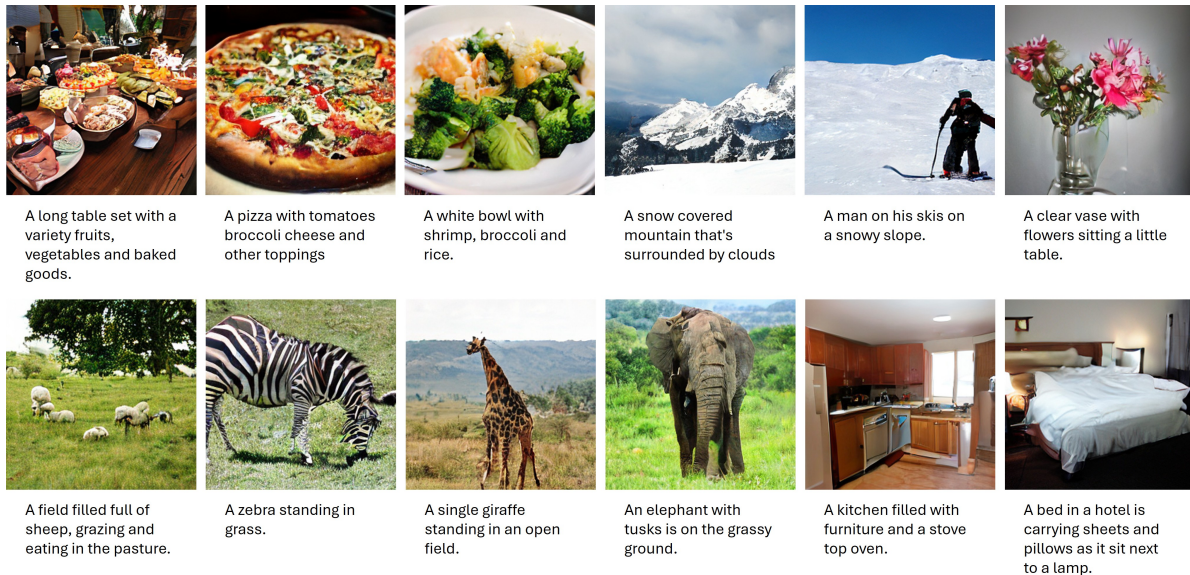 A long table set with a
variety fruits,
vegetables and baked
goods.
A pizza with tomatoes
broccoli cheese and
other toppings
A white bowl with
shrimp, broccoli and
rice.
A snow covered
mountain that's
surrounded by clouds
A man on his skis on
a snowy slope.
A clear vase with
flowers sitting a little
table.
A field filled full of
sheep, grazing and
eating in the pasture.
A zebra standing in
grass.
A single giraffe
standing in an open
field.
An elephant with
tusks is on the grassy
ground.
A kitchen filled with
furniture and a stove
top oven.
A bed in a hotel is
carrying sheets and
pillows as it sit next
to a lamp.